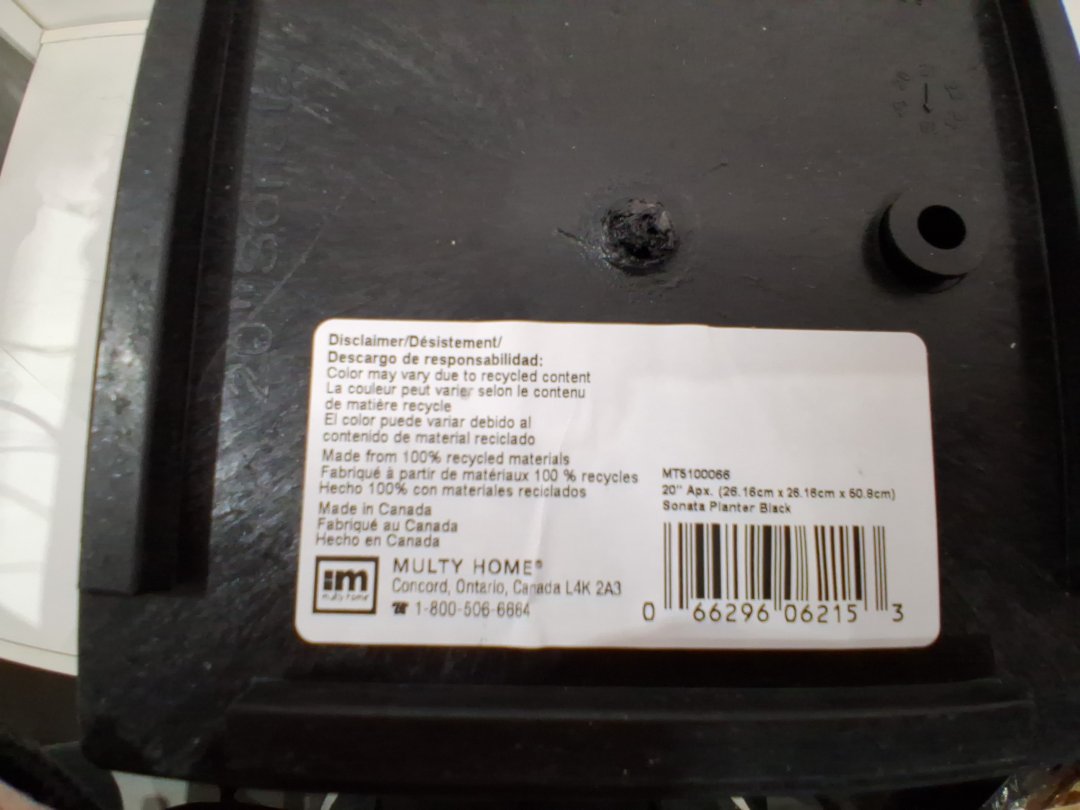 Disclaimer/Désistement/
Descargo de responsabilidad:
Color may vary due to recycled content
La couleur peut varier selon le contenu
de matière recycle
El color puede variar debido al
contenido de material reciclado
Made from 100% recycled materials
Fabriqué à partir de matériaux 100 % recycles
Hecho 100% con materiales reciclados
Made in Canada
Fabriqué au Canada
Hecho en Canada
m
multy home
MULTY HOME®
Concord, Ontario, Canada L4K 2A3
☎ 1-800-506-6664
MT5100066
20" Apx. (26.16cm x 26.16cm x 50.8cm)
Sonata Planter Black
0 66296 06215 3